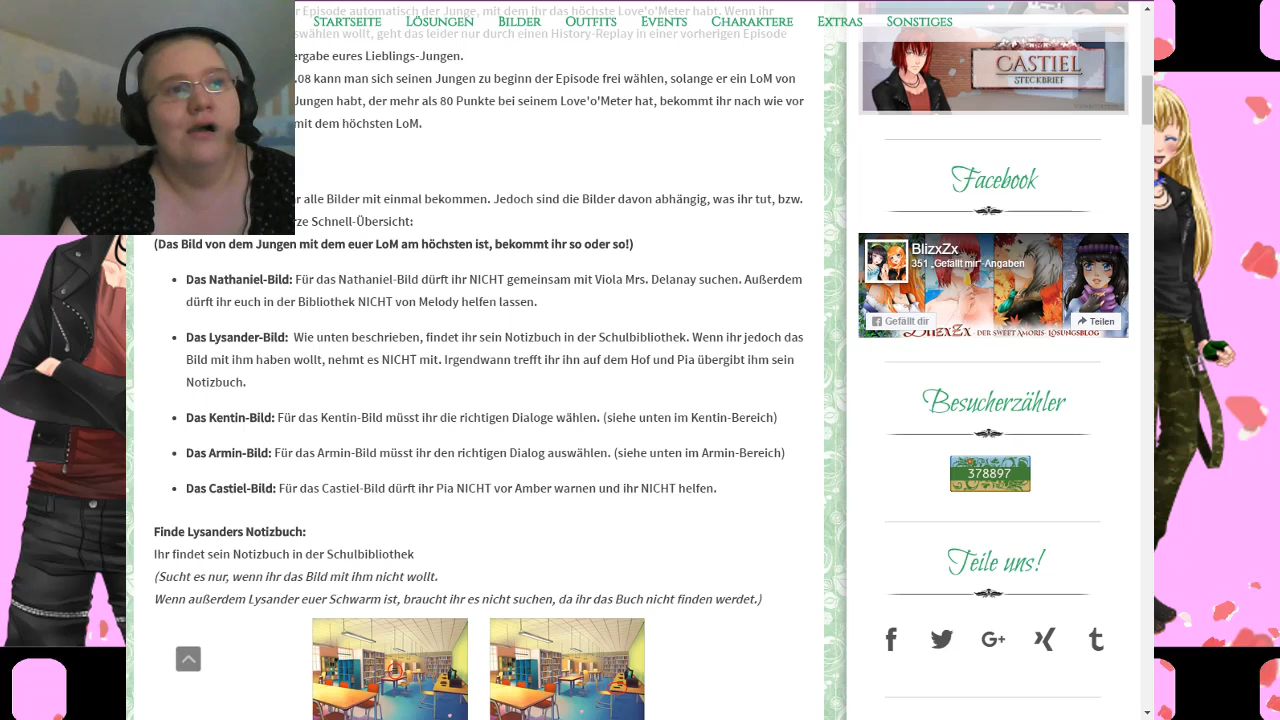 r Episode automatisch der Junge, mit dem ihr das höchste Love'o'Meter habt. Wenn ihr
STARTSEITE LÖSUNGEN BILDER OUTFITS EVENTS CHARAKTERE EXTRAS SONSTIGES
swählen wollt, geht das leider nur durch einen History-Replay in einer vorherigen Episode
ergabe eures Lieblings-Jungen.
.08 kann man sich seinen Jungen zu beginn der Episode frei wählen, solange er ein LoM von
Jungen habt, der mehr als 80 Punkte bei seinem Love'o'Meter hat, bekommt ihr nach wie vor
mit dem höchsten LoM.
r alle Bilder mit einmal bekommen. Jedoch sind die Bilder davon abhängig, was ihr tut, bzw.
rze Schnell-Übersicht:
(Das Bild von dem Jungen mit dem euer LoM am höchsten ist, bekommt ihr so oder so!)
• Das Nathaniel-Bild: Für das Nathaniel-Bild dürft ihr NICHT gemeinsam mit Viola Mrs. Delanay suchen. Außerdem
dürft ihr euch in der Bibliothek NICHT von Melody helfen lassen.
• Das Lysander-Bild: Wie unten beschrieben, findet ihr sein Notizbuch in der Schulbibliothek. Wenn ihr jedoch das
Bild mit ihm haben wollt, nehmt es NICHT mit. Irgendwann trefft ihr ihn auf dem Hof und Pia übergibt ihm sein
Notizbuch.
• Das Kentin-Bild: Für das Kentin-Bild müsst ihr die richtigen Dialoge wählen. (siehe unten im Kentin-Bereich)
• Das Armin-Bild: Für das Armin-Bild müsst ihr den richtigen Dialog auswählen. (siehe unten im Armin-Bereich)
• Das Castiel-Bild: Für das Castiel-Bild dürft ihr Pia NICHT vor Amber warnen und ihr NICHT helfen.
Finde Lysanders Notizbuch:
Ihr findet sein Notizbuch in der Schulbibliothek
(Sucht es nur, wenn ihr das Bild mit ihm nicht wollt.
Wenn außerdem Lysander euer Schwarm ist, braucht ihr es nicht suchen, da ihr das Buch nicht finden werdet.)
CASTIEL
STECKBRIEF
Facebook
BlizxZx
351 „Gefällt mir“-Angaben
Gefällt dir
Teilen
BLIZXZX - DER SWEET AMORIS-LÖSUNGSBLOG
Besucherzähler
378897
Teile uns!